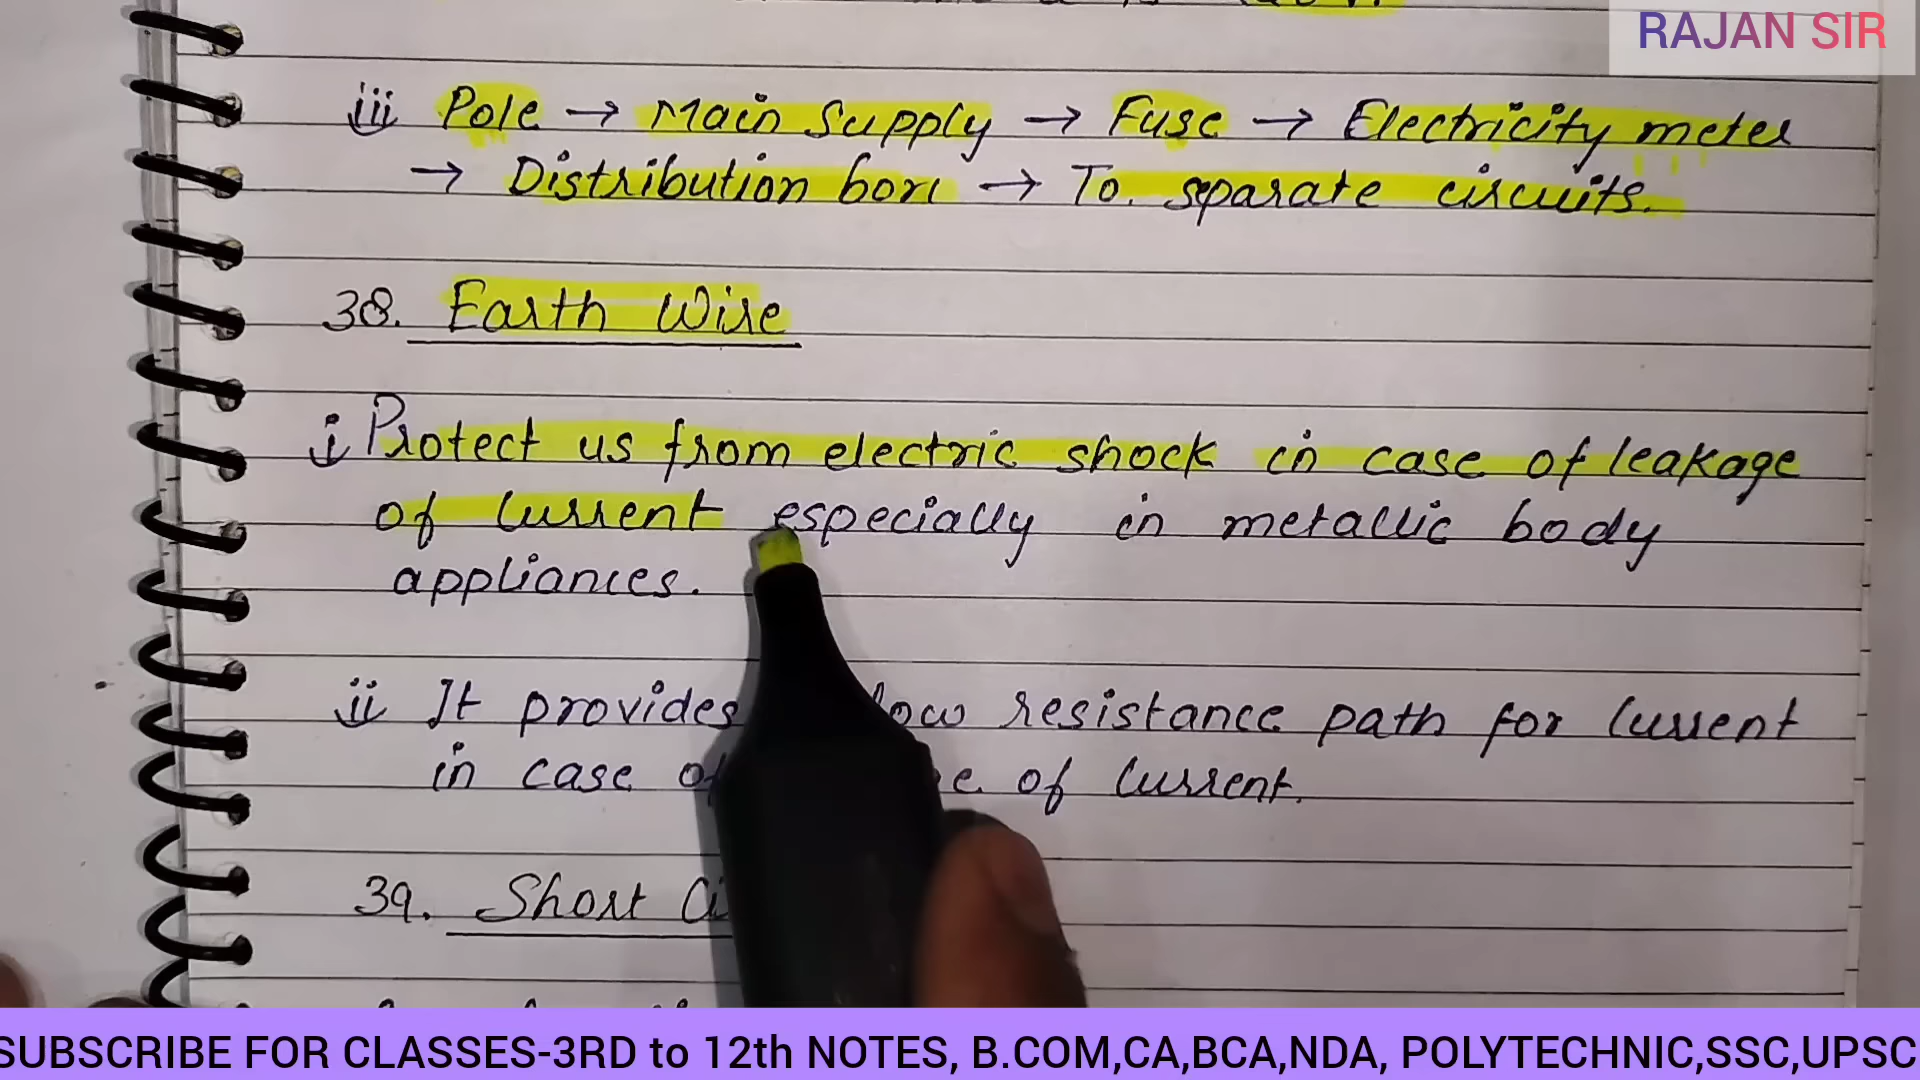 RAJAN SIR
iii Pole → Main Supply → Fuse → Electricity meter
→ Distribution box → To. separate circuits.
38. Earth Wire
i Protect us from electric shock in case of leakage
of current especially in metallic body
appliances.
ii It provides low resistance path for current
in case of current.
39. Short
SUBSCRIBE FOR CLASSES-3RD to 12th NOTES, B.COM,CA,BCA,NDA, POLYTECHNIC,SSC,UPSC